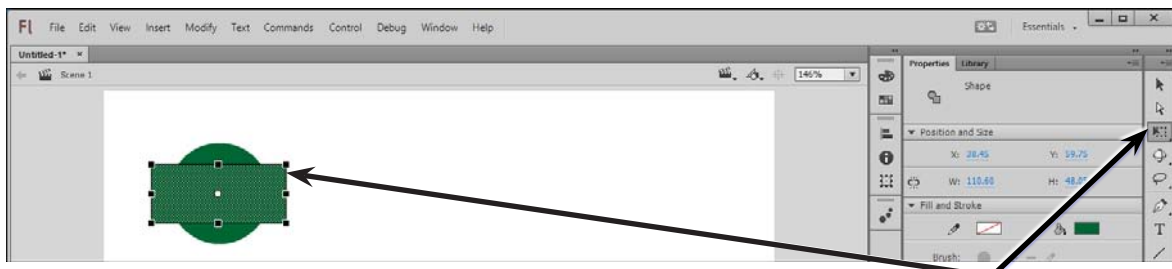 Fl File Edit View Insert Modify Text Commands Control Debug Window Help Essentials
Untitled-1* ×
Scene 1 146%
Properties Library
Shape
Position and Size
X: 28.45 Y: 59.75
W: 110.60 H:
Fill and Stroke
Brush:
T